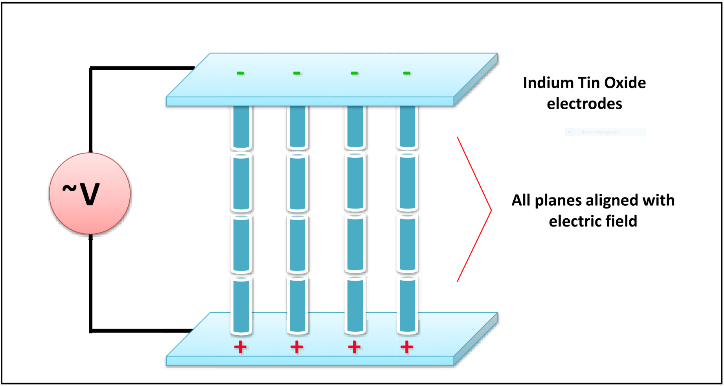 - - - -
Indium Tin Oxide
electrodes
~V
All planes aligned with
electric field
+ + + +